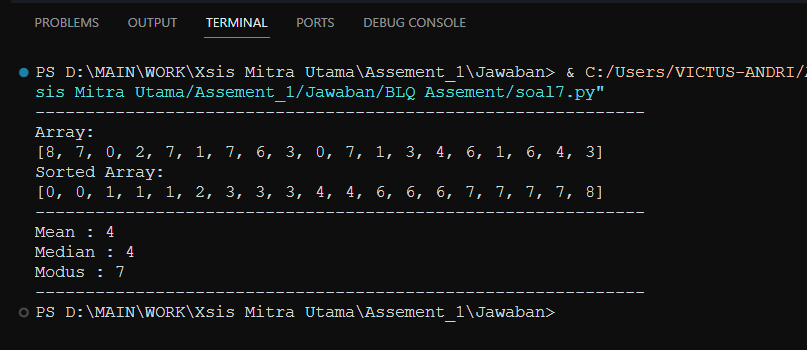 PROBLEMS OUTPUT TERMINAL PORTS DEBUG CONSOLE
PS D:\MAIN\WORK\Xsis Mitra Utama\Assement_1\Jawaban> & C:/Users/VICTUS-ANDRI/
sis Mitra Utama/Assement_1/Jawaban/BLQ Assement/soal7.py"
-------------------------------------------------------------
Array:
[8, 7, 0, 2, 7, 1, 7, 6, 3, 0, 7, 1, 3, 4, 6, 1, 6, 4, 3]
Sorted Array:
[0, 0, 1, 1, 1, 2, 3, 3, 3, 4, 4, 6, 6, 6, 7, 7, 7, 7, 8]
-------------------------------------------------------------
Mean : 4
Median : 4
Modus : 7
-------------------------------------------------------------
PS D:\MAIN\WORK\Xsis Mitra Utama\Assement_1\Jawaban>